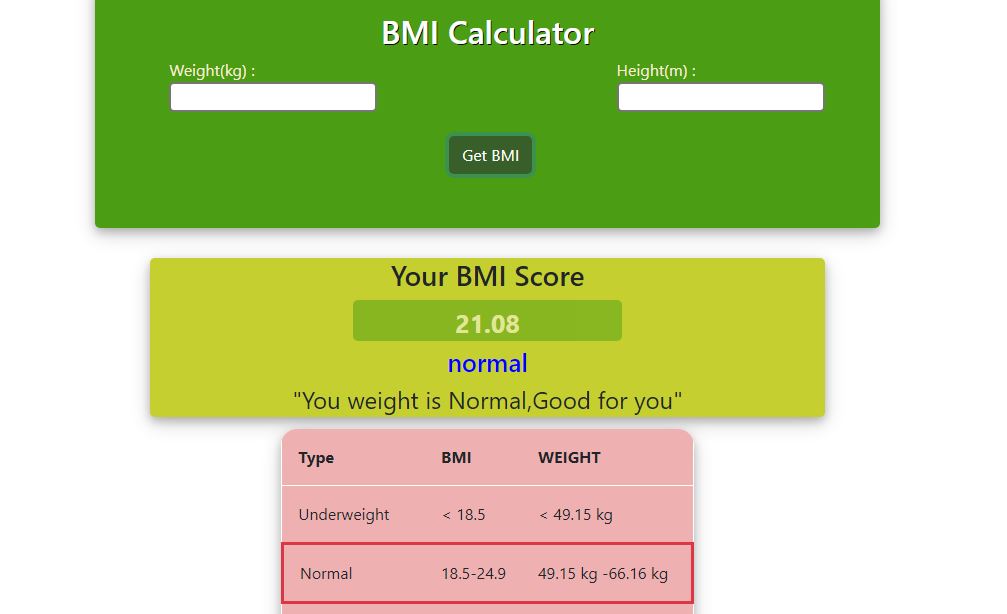 BMI Calculator
Weight(kg) : Height(m) :
Get BMI
Your BMI Score
21.08
normal
"You weight is Normal,Good for you"
Type BMI WEIGHT
Underweight < 18.5 < 49.15 kg
Normal 18.5-24.9 49.15 kg -66.16 kg